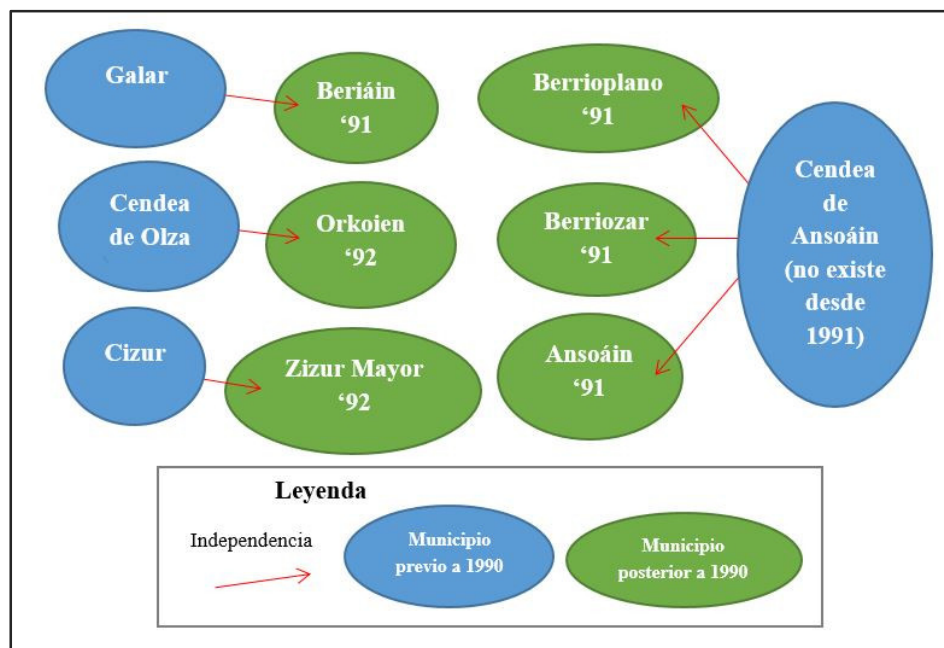 Galar
Beriáin
‘91
Berrioplano
‘91
Cendea
de Olza
Orkoien
‘92
Berriozar
‘91
Cendea
de
Ansoáin
(no existe
desde
1991)
Cizur
Zizur Mayor
‘92
Ansoáin
‘91
Leyenda
Independencia
Municipio
previo a 1990
Municipio
posterior a 1990